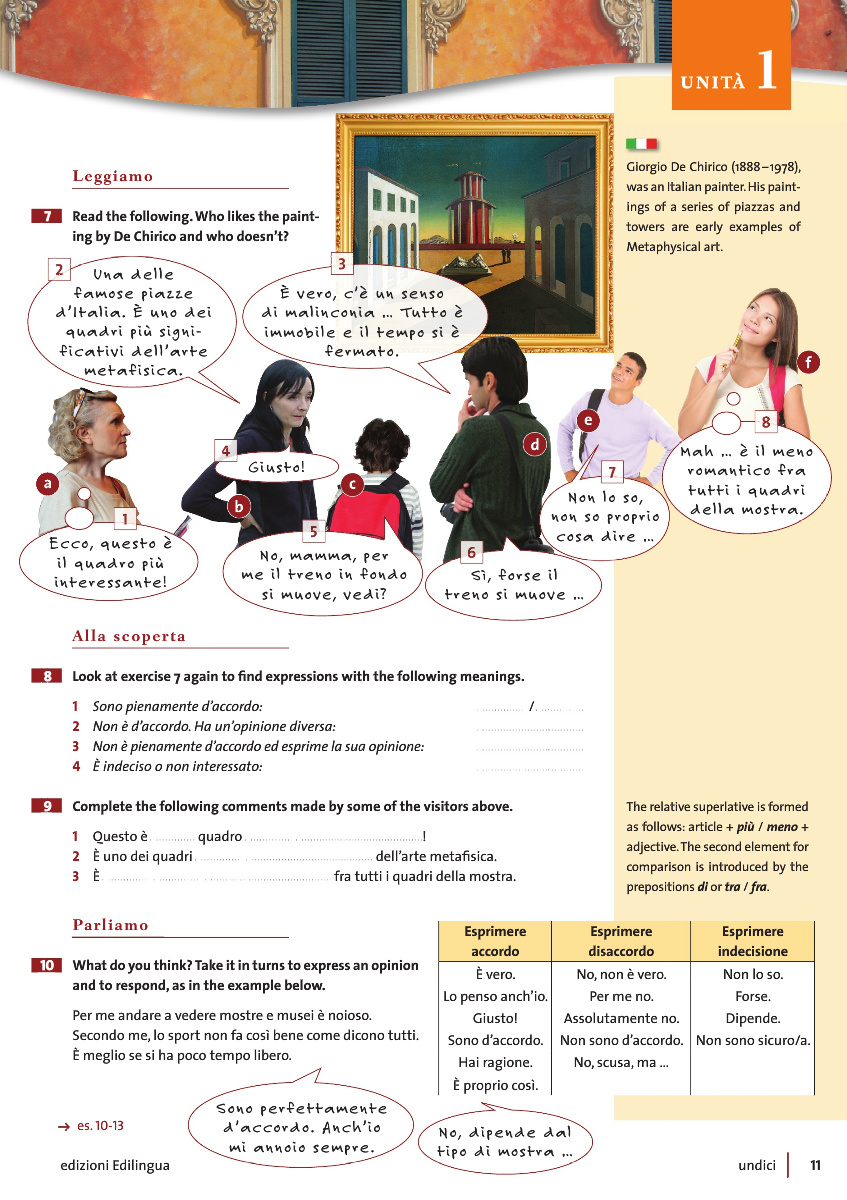 UNITÀ 1
Giorgio De Chirico (1888–1978),
was an Italian painter. His paint-
ings of a series of piazzas and
towers are early examples of
Metaphysical art.
Leggiamo
7 Read the following. Who likes the paint-
ing by De Chirico and who doesn't?
2
Una delle
famose piazze
d'Italia. È uno dei
quadri più signi-
ficativi dell'arte
metafisica.
3
È vero, c'è un senso
di malinconia ... Tutto è
immobile e il tempo si è
fermato.
a
b
c
d
e
f
4
Giusto!
1
Ecco, questo è
il quadro più
interessante!
5
No, mamma, per
me il treno in fondo
si muove, vedi?
6
Sì, forse il
treno si muove ...
7
Non lo so,
non so proprio
cosa dire ...
8
Mah ... è il meno
romantico fra
tutti i quadri
della mostra.
Alla scoperta
8 Look at exercise 7 again to find expressions with the following meanings.
1 Sono pienamente d'accordo: ............. / .............
2 Non è d'accordo. Ha un'opinione diversa: .............
3 Non è pienamente d'accordo ed esprime la sua opinione: .............
4 È indeciso o non interessato: .............
9 Complete the following comments made by some of the visitors above.
1 Questo è ............. quadro ............. !
2 È uno dei quadri ............. dell'arte metafisica.
3 È ............. fra tutti i quadri della mostra.
The relative superlative is formed
as follows: article + più / meno +
adjective. The second element for
comparison is introduced by the
prepositions di or tra / fra.
Parliamo
10 What do you think? Take it in turns to express an opinion
and to respond, as in the example below.
Per me andare a vedere mostre e musei è noioso.
Secondo me, lo sport non fa così bene come dicono tutti.
È meglio se si ha poco tempo libero.
Esprimere
accordo
È vero.
Lo penso anch'io.
Giusto!
Sono d'accordo.
Hai ragione.
È proprio così.
Esprimere
disaccordo
No, non è vero.
Per me no.
Assolutamente no.
Non sono d'accordo.
No, scusa, ma ...
Esprimere
indecisione
Non lo so.
Forse.
Dipende.
Non sono sicuro/a.
Sono perfettamente
d'accordo. Anch'io
mi annoio sempre.
No, dipende dal
tipo di mostra ...
→ es. 10-13
edizioni Edilingua
undici 11